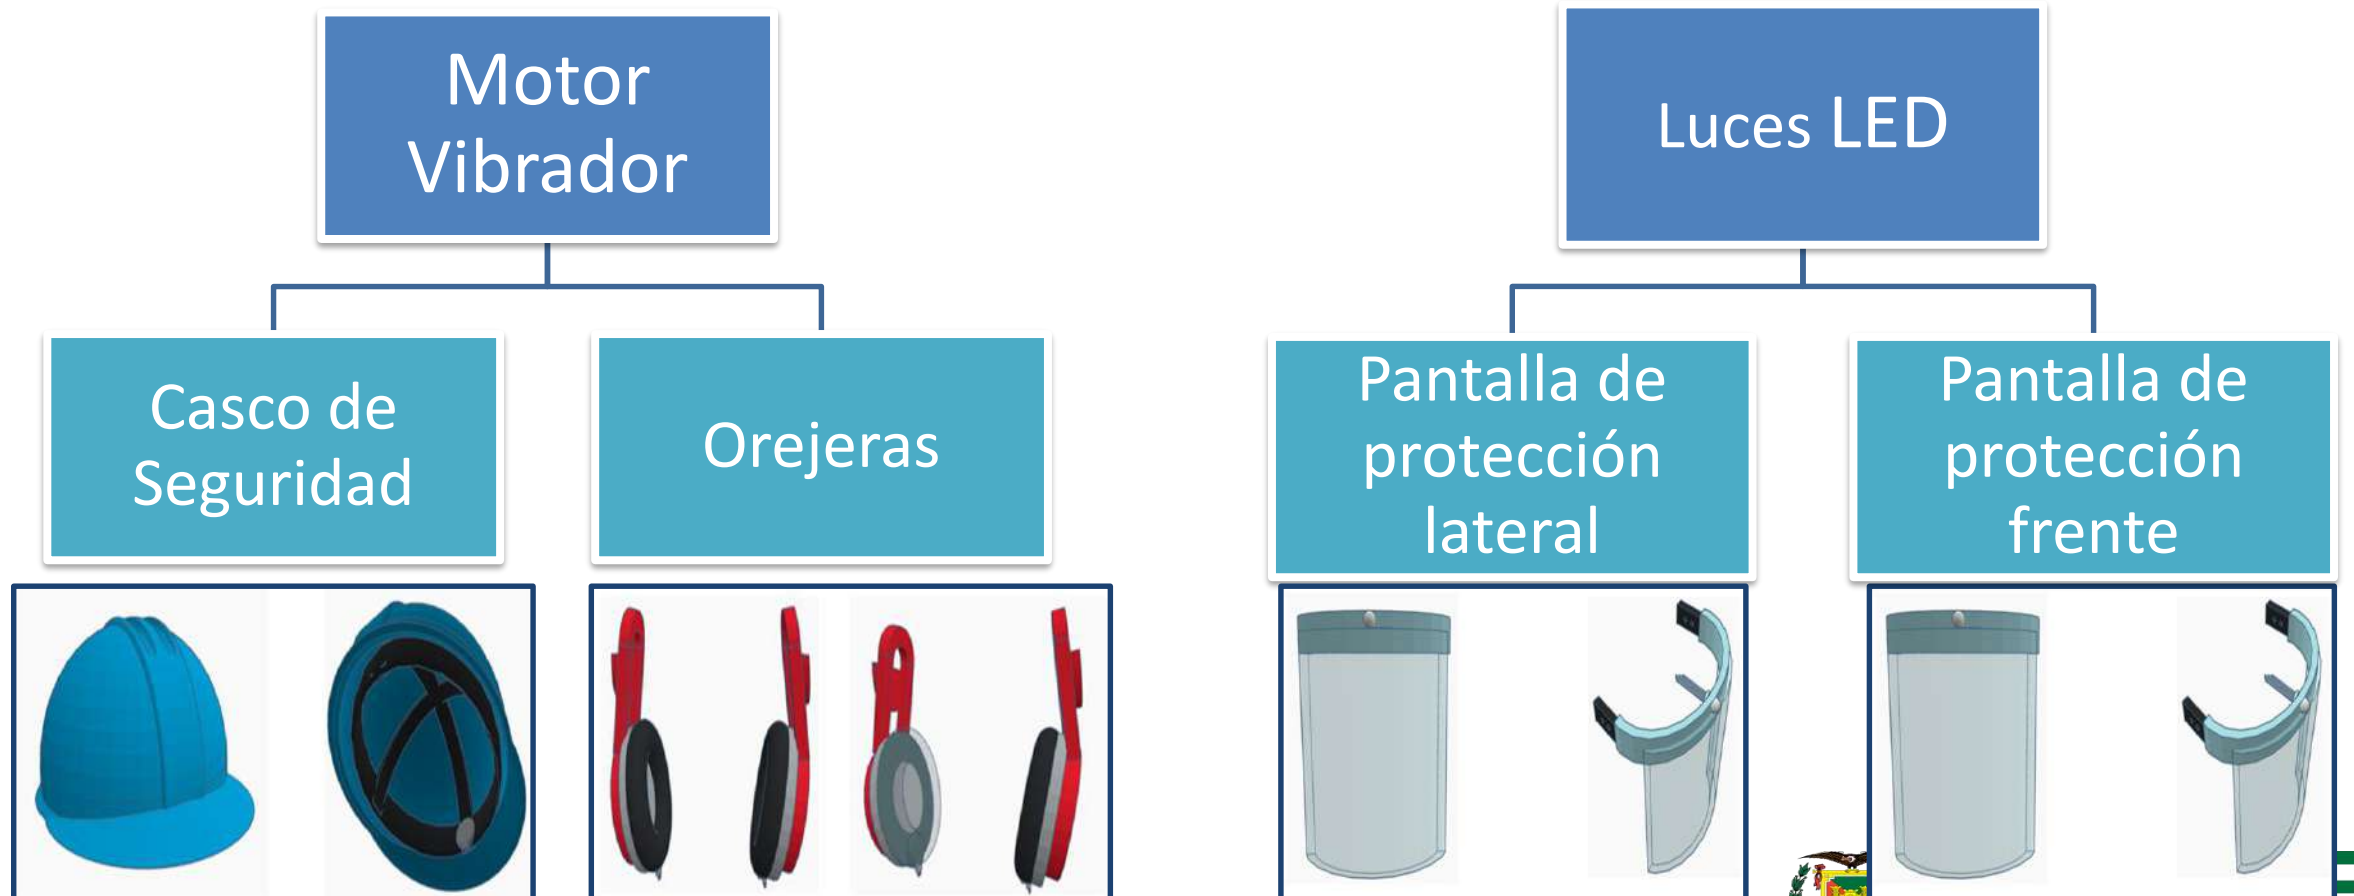 Motor
Vibrador
Luces LED
Casco de
Seguridad
Orejeras
Pantalla de
protección
lateral
Pantalla de
protección
frente